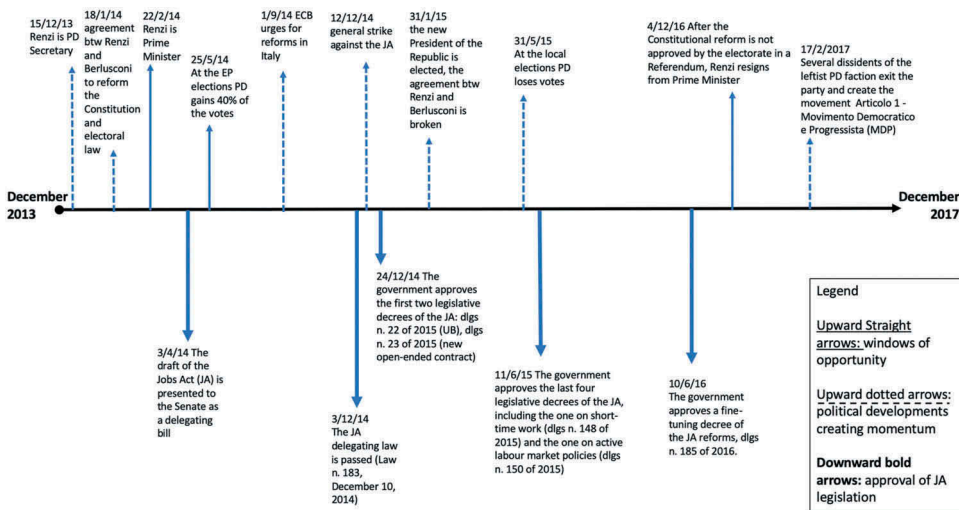 15/12/13
Renzi is PD
Secretary
18/1/14
agreement
btw Renzi
and
Berlusconi
to reform
the
Constitution
and
electoral
law
22/2/14
Renzi is
Prime
Minister
25/5/14
At the EP
elections PD
gains 40% of
the votes
1/9/14 ECB
urges for
reforms in
Italy
12/12/14
general strike
against the JA
31/1/15
the new
President of
the
Republic is
elected, the
agreement btw
Renzi and
Berlusconi is
broken
31/5/15
At the local
elections PD
loses votes
4/12/16 After the
Constitutional reform is not
approved by the electorate in a
Referendum, Renzi resigns
from Prime Minister
17/2/2017
Several dissidents of the
leftist PD faction exit the
party and create the
movement Articolo 1 -
Movimento Democratico
e Progressista (MDP)
December
2013
December
2017
3/4/14 The
draft of the
Jobs Act (JA) is
presented to
the Senate as
a delegating
bill
3/12/14
The JA
delegating law
is passed (Law
n. 183,
December 10,
2014)
24/12/14 The
government approves
the first two legislative
decrees of the JA: dlgs
n. 22 of 2015 (UB), dlgs
n. 23 of 2015 (new
open-ended contract)
11/6/15 The government
approves the last four
legislative decrees of the JA,
including the one on short-
time work (dlgs n. 148 of
2015) and the one on active
labour market policies (dlgs
n. 150 of 2015)
10/6/16
The government
approves a fine-
tuning decree of
the JA reforms, dlgs
n. 185 of 2016.
Legend
Upward Straight
arrows: windows of
opportunity
Upward dotted arrows:
political developments
creating momentum
Downward bold
arrows: approval of JA
legislation